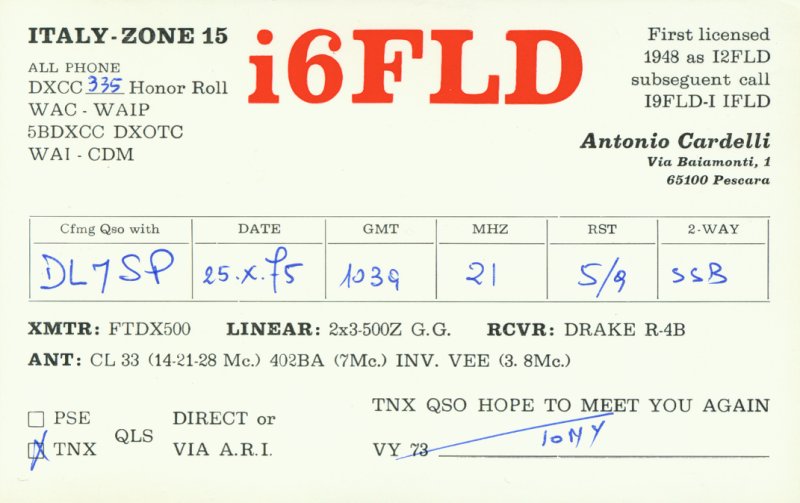 ITALY-ZONE 15
ALL PHONE
DXCC 335 Honor Roll
WAC - WAIP
5BDXCC DXOTC
WAI - CDM
i6FLD
First licensed
1948 as I2FLD
subseguent call
I9FLD-I IFLD
Antonio Cardelli
Via Baiamonti, 1
65100 Pescara
Cfmg Qso with DATE GMT MHZ RST 2-WAY
DL7SP 25.X.75 1039 21 5/9 SSB
XMTR: FTDX500 LINEAR: 2x3-500Z G.G. RCVR: DRAKE R-4B
ANT: CL 33 (14-21-28 Mc.) 402BA (7Mc.) INV. VEE (3. 8Mc.)
PSE
X TNX
QLS
DIRECT or
VIA A.R.I.
TNX QSO HOPE TO MEET YOU AGAIN
VY 73 TONY